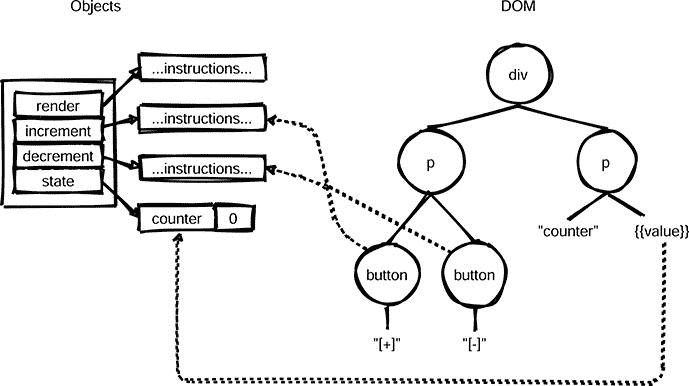 Objects
DOM
render
increment
decrement
state
...instructions...
...instructions...
...instructions...
counter 0
div
p
p
"counter"
{{value}}
button
button
"[+]"
"[-]"